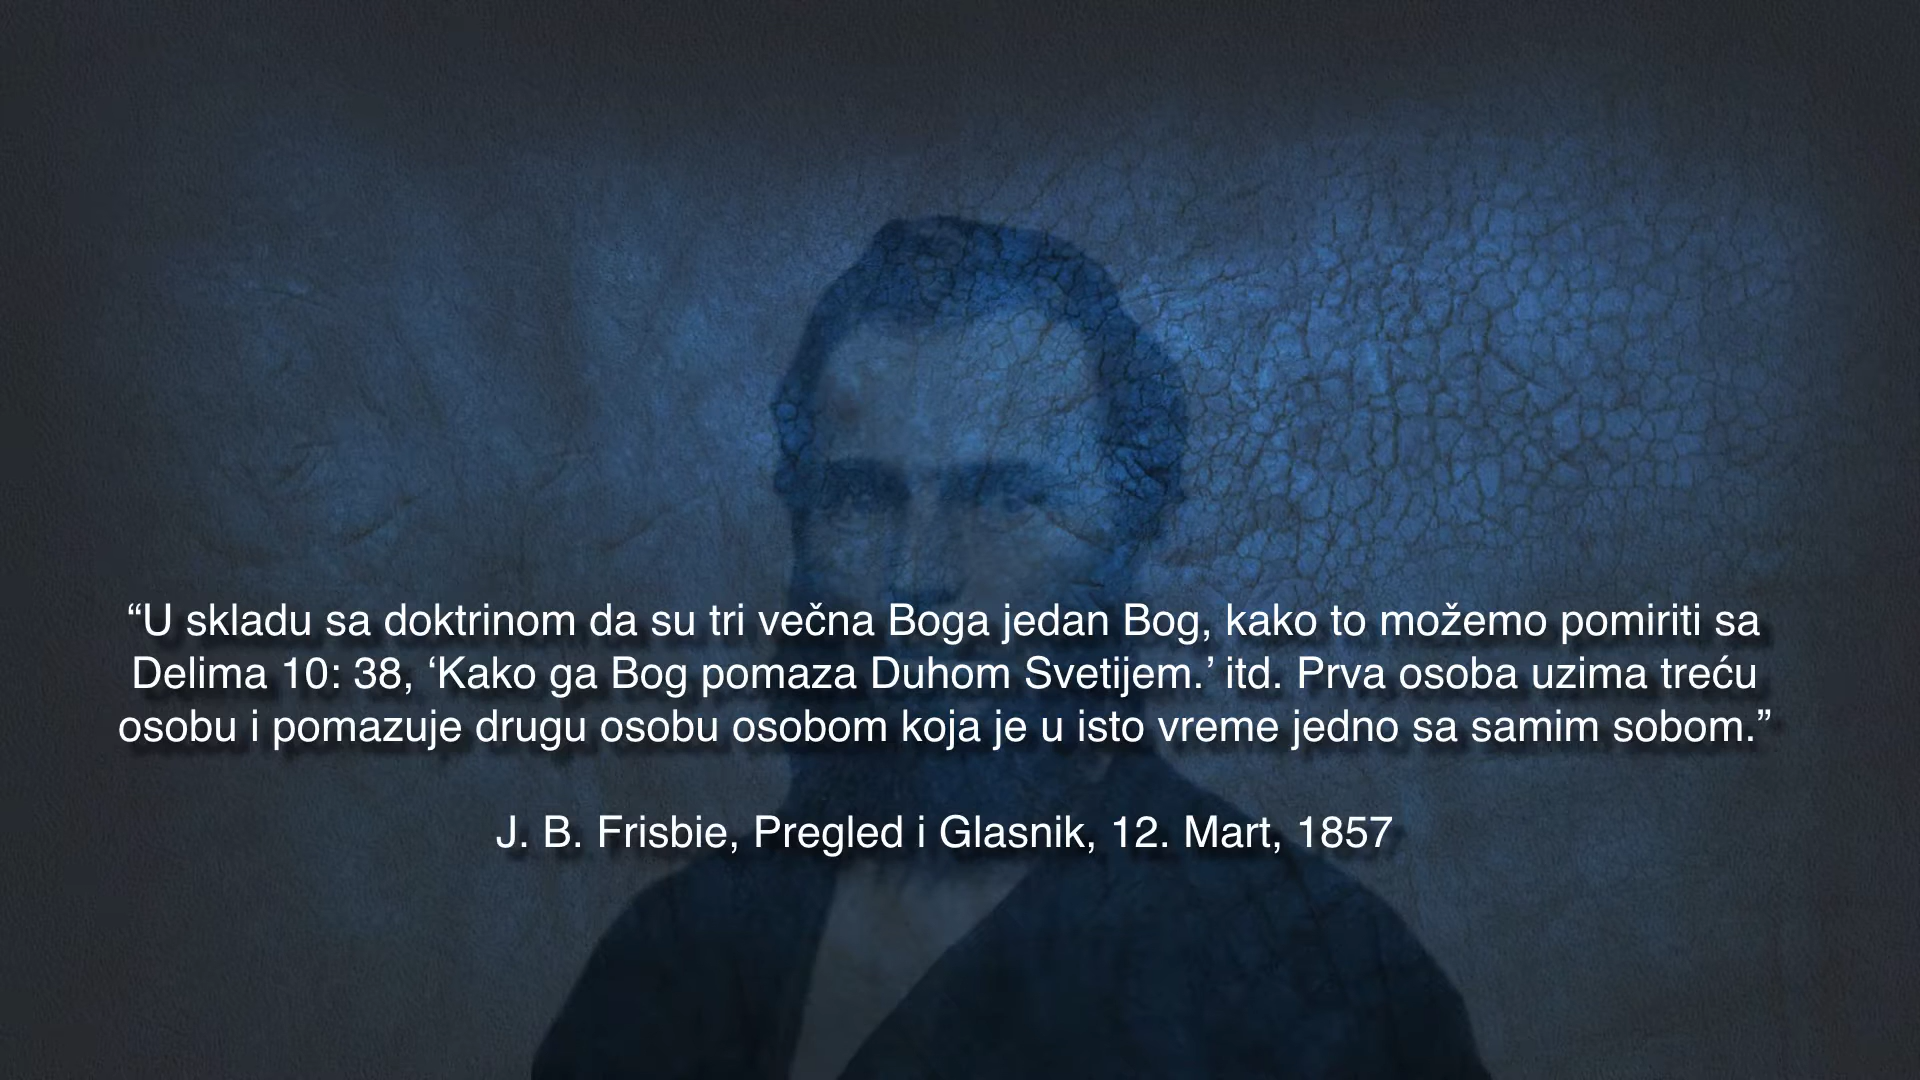 “U skladu sa doktrinom da su tri večna Boga jedan Bog, kako to možemo pomiriti sa
Delima 10: 38, ‘Kako ga Bog pomaza Duhom Svetijem.’ itd. Prva osoba uzima treću
osobu i pomazuje drugu osobu osobom koja je u isto vreme jedno sa samim sobom.”
J. B. Frisbie, Pregled i Glasnik, 12. Mart, 1857